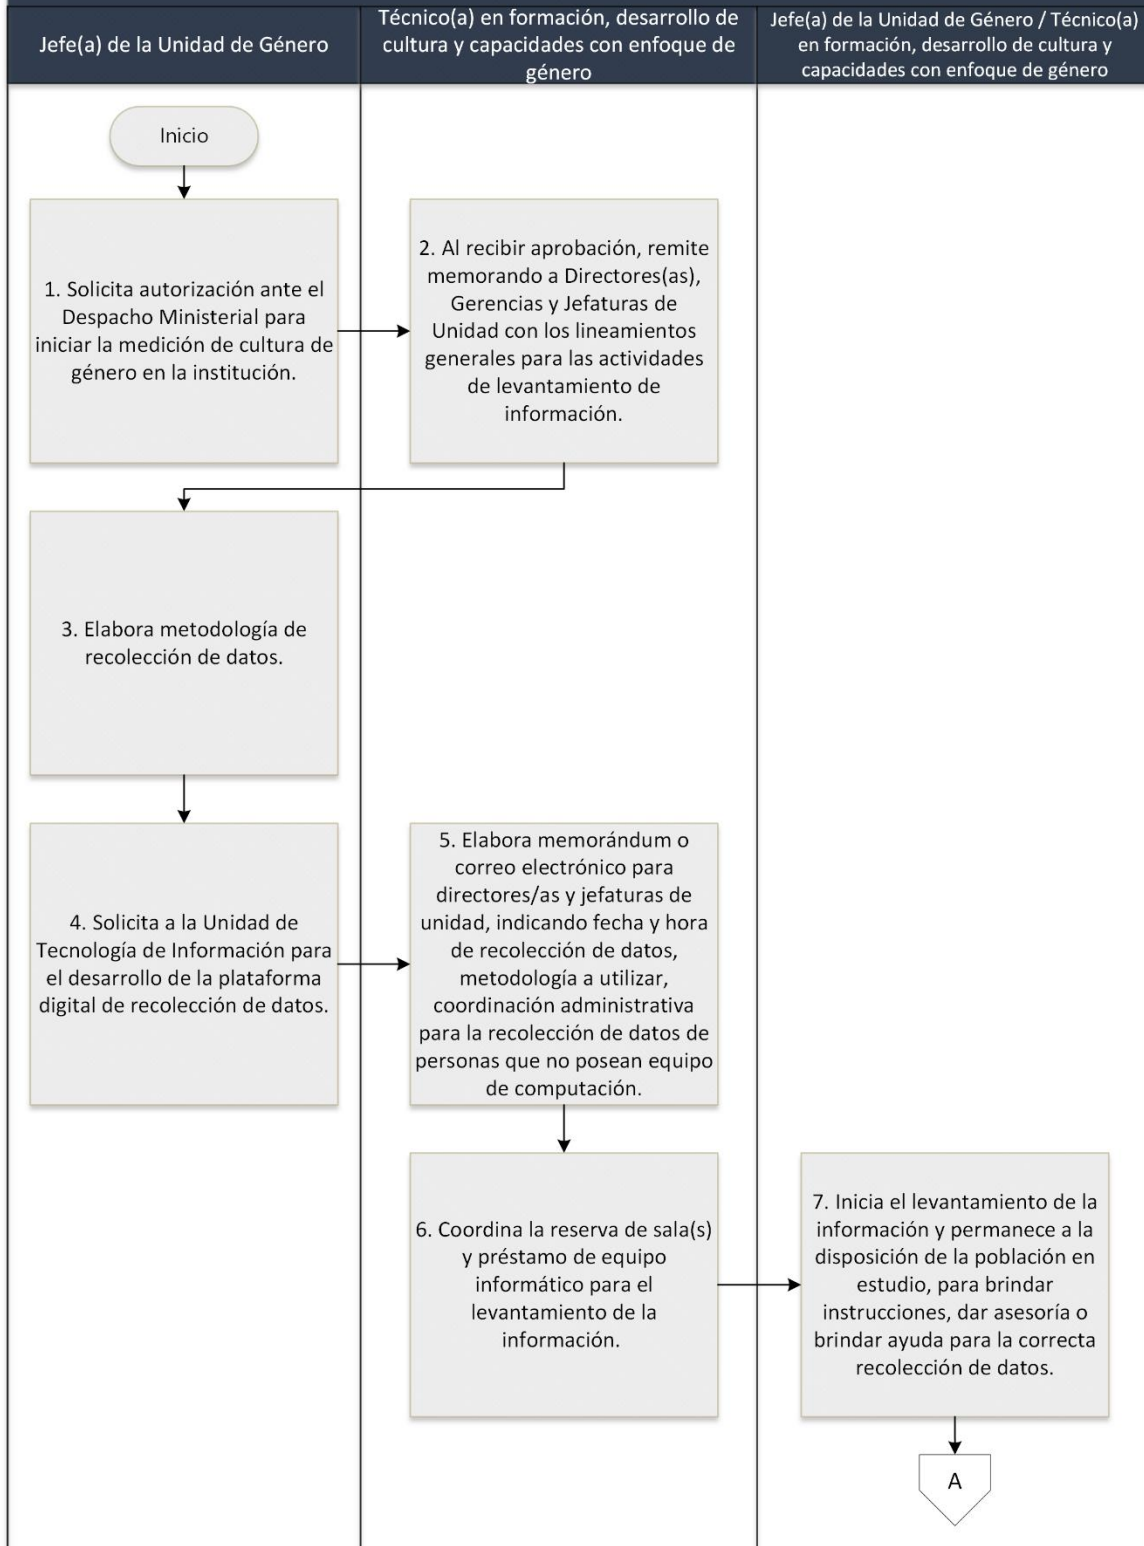 Jefe(a) de la Unidad de Género
Técnico(a) en formación, desarrollo de
cultura y capacidades con enfoque de
género
Jefe(a) de la Unidad de Género / Técnico(a)
en formación, desarrollo de cultura y
capacidades con enfoque de género
Inicio
1. Solicita autorización ante el
Despacho Ministerial para
iniciar la medición de cultura de
género en la institución.
2. Al recibir aprobación, remite
memorando a Directores(as),
Gerencias y Jefaturas de
Unidad con los lineamientos
generales para las actividades
de levantamiento de
información.
3. Elabora metodología de
recolección de datos.
4. Solicita a la Unidad de
Tecnología de Información para
el desarrollo de la plataforma
digital de recolección de datos.
5. Elabora memorándum o
correo electrónico para
directores/as y jefaturas de
unidad, indicando fecha y hora
de recolección de datos,
metodología a utilizar,
coordinación administrativa
para la recolección de datos de
personas que no posean equipo
de computación.
6. Coordina la reserva de sala(s)
y préstamo de equipo
informático para el
levantamiento de la
información.
7. Inicia el levantamiento de la
información y permanece a la
disposición de la población en
estudio, para brindar
instrucciones, dar asesoría o
brindar ayuda para la correcta
recolección de datos.
A